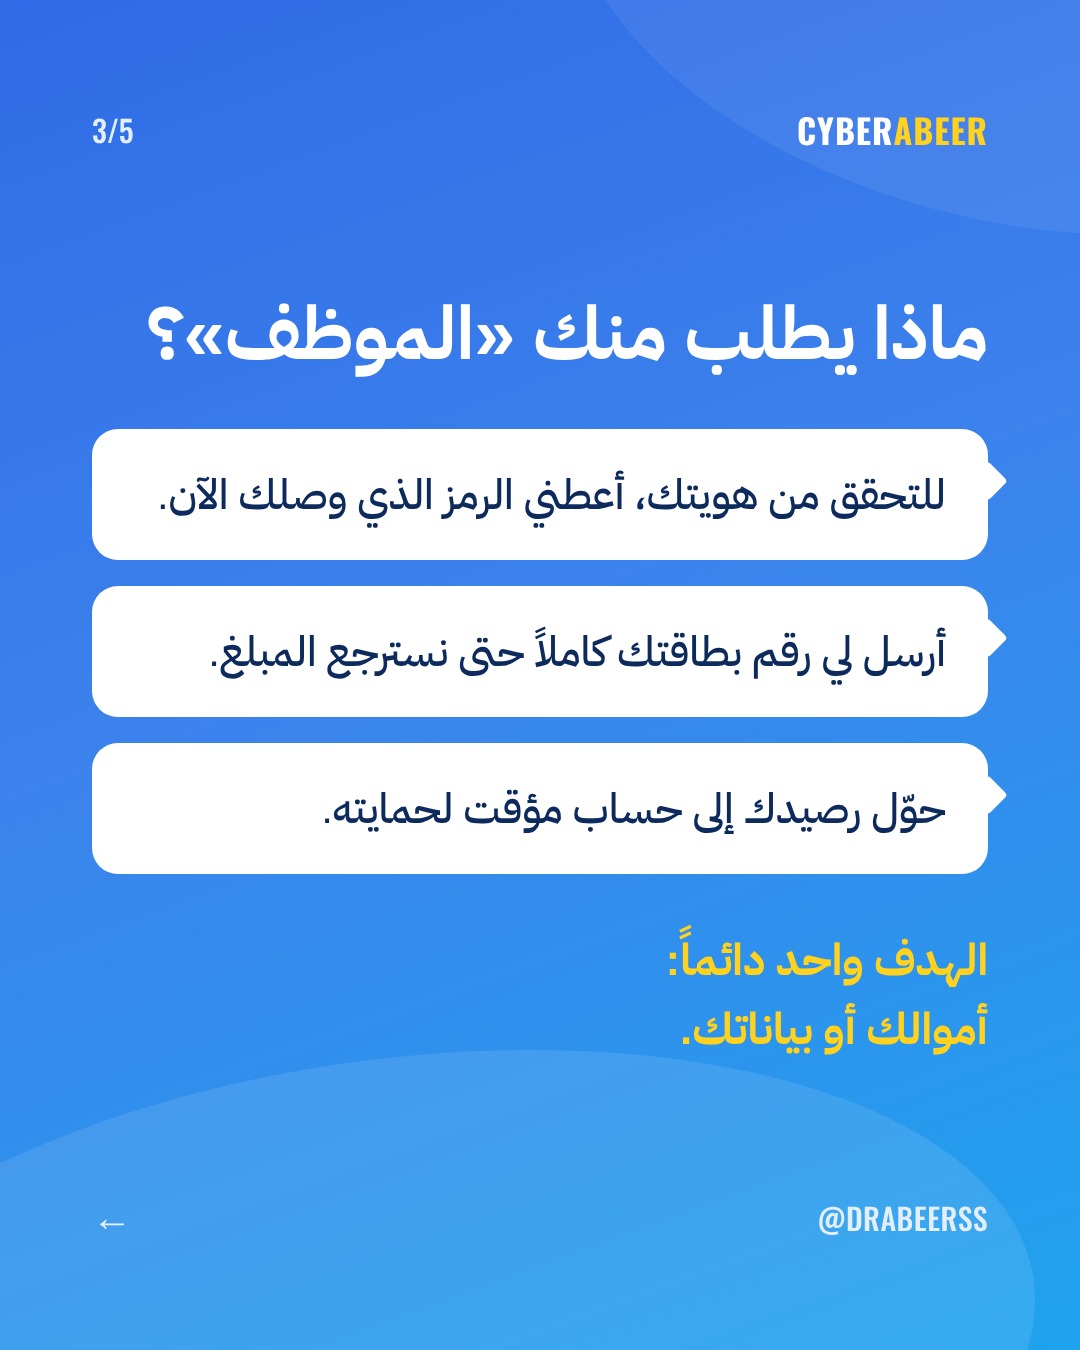 CYBERABEER
3/5
ماذا يطلب منك «الموظف»؟
للتحقق من هويتك، أعطني الرمز الذي وصلك الآن.
أرسل لي رقم بطاقتك كاملاً حتى نسترجع المبلغ.
حوّل رصيدك إلى حساب مؤقت لحمايته.
الهدف واحد دائماً:
أموالك أو بياناتك.
@DRABEERSS
←